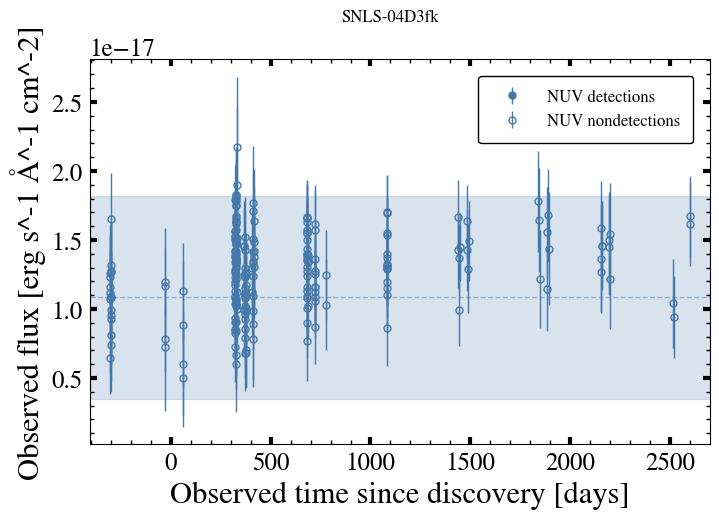 SNLS-04D3fk
1e−17
NUV detections
NUV nondetections
2.5
2.0
1.5
1.0
0.5
Observed flux [erg s^-1 Å^-1 cm^-2]
0 500 1000 1500 2000 2500
Observed time since discovery [days]